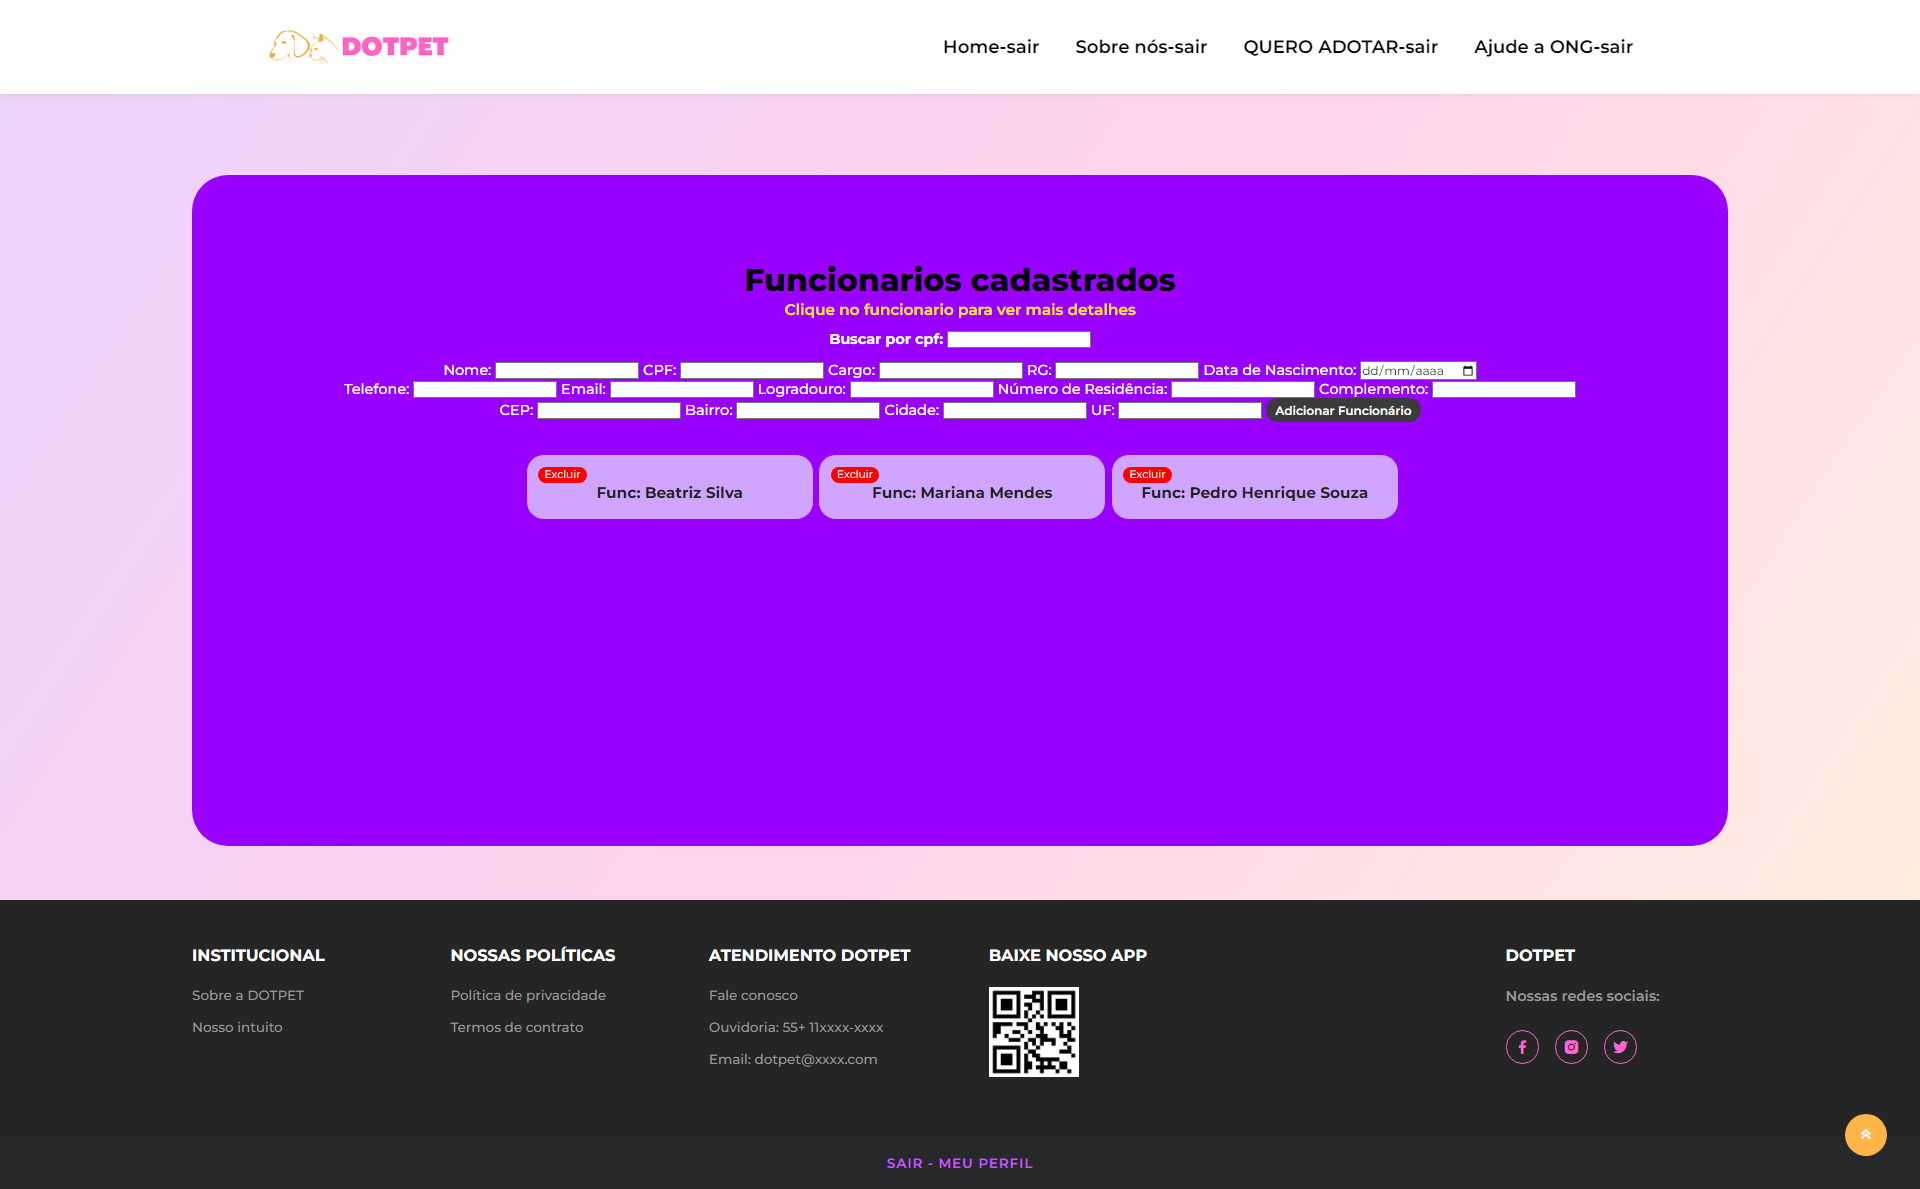 DOTPET
Home-sair Sobre nós-sair QUERO ADOTAR-sair Ajude a ONG-sair
Funcionarios cadastrados
Clique no funcionario para ver mais detalhes
Buscar por cpf:
Nome: CPF: Cargo: RG: Data de Nascimento: dd/mm/aaaa
Telefone: Email: Logradouro: Número de Residência: Complemento:
CEP: Bairro: Cidade: UF: Adicionar Funcionário
Excluir
Func: Beatriz Silva
Excluir
Func: Mariana Mendes
Excluir
Func: Pedro Henrique Souza
INSTITUCIONAL
Sobre a DOTPET
Nosso intuito
NOSSAS POLÍTICAS
Política de privacidade
Termos de contrato
ATENDIMENTO DOTPET
Fale conosco
Ouvidoria: 55+ 11xxxx-xxxx
Email: dotpet@xxxx.com
BAIXE NOSSO APP
DOTPET
Nossas redes sociais:
SAIR - MEU PERFIL